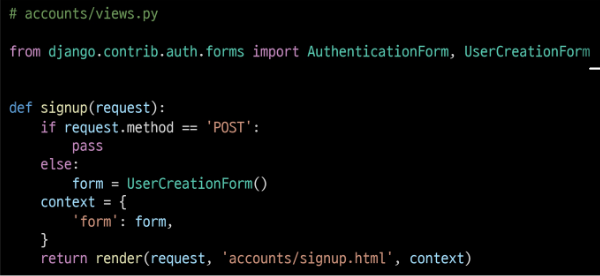 # accounts/views.py
from django.contrib.auth.forms import AuthenticationForm, UserCreationForm
def signup(request):
    if request.method == 'POST':
        pass
    else:
        form = UserCreationForm()
    context = {
        'form': form,
    }
    return render(request, 'accounts/signup.html', context)